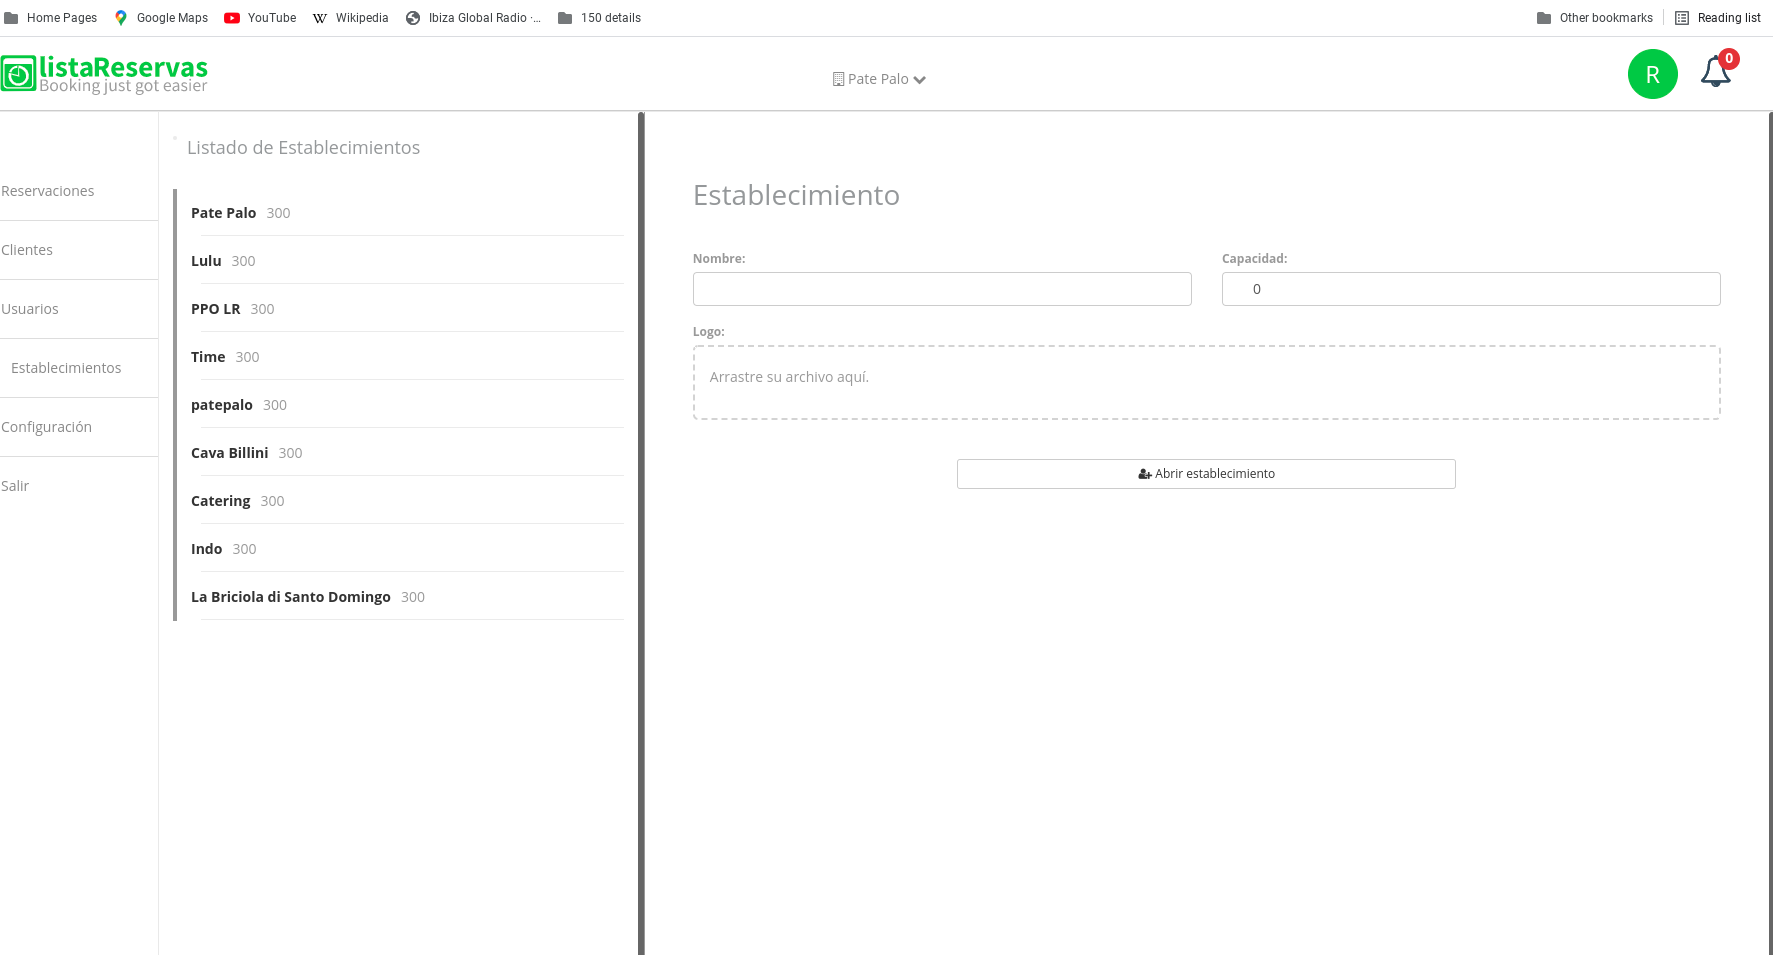 Home Pages Google Maps YouTube Wikipedia Ibiza Global Radio ·... 150 details Other bookmarks Reading list
listaReservas
Booking just got easier
Pate Palo
R
0
Reservaciones
Clientes
Usuarios
Establecimientos
Configuración
Salir
Listado de Establecimientos
Pate Palo 300
Lulu 300
PPO LR 300
Time 300
patepalo 300
Cava Billini 300
Catering 300
Indo 300
La Briciola di Santo Domingo 300
Establecimiento
Nombre: Capacidad:
0
Logo:
Arrastre su archivo aquí.
Abrir establecimiento